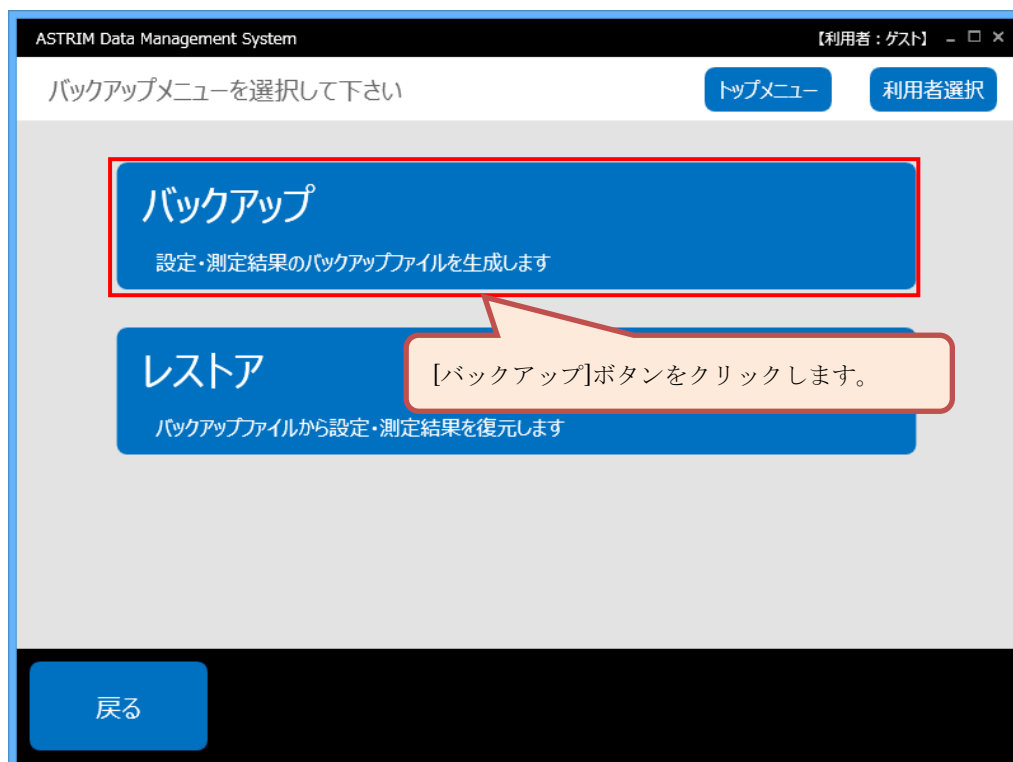 ASTRIM Data Management System
【利用者：ゲスト】
バックアップメニューを選択して下さい
トップメニュー
利用者選択
バックアップ
設定・測定結果のバックアップファイルを生成します
[バックアップ]ボタンをクリックします。
レストア
バックアップファイルから設定・測定結果を復元します
戻る